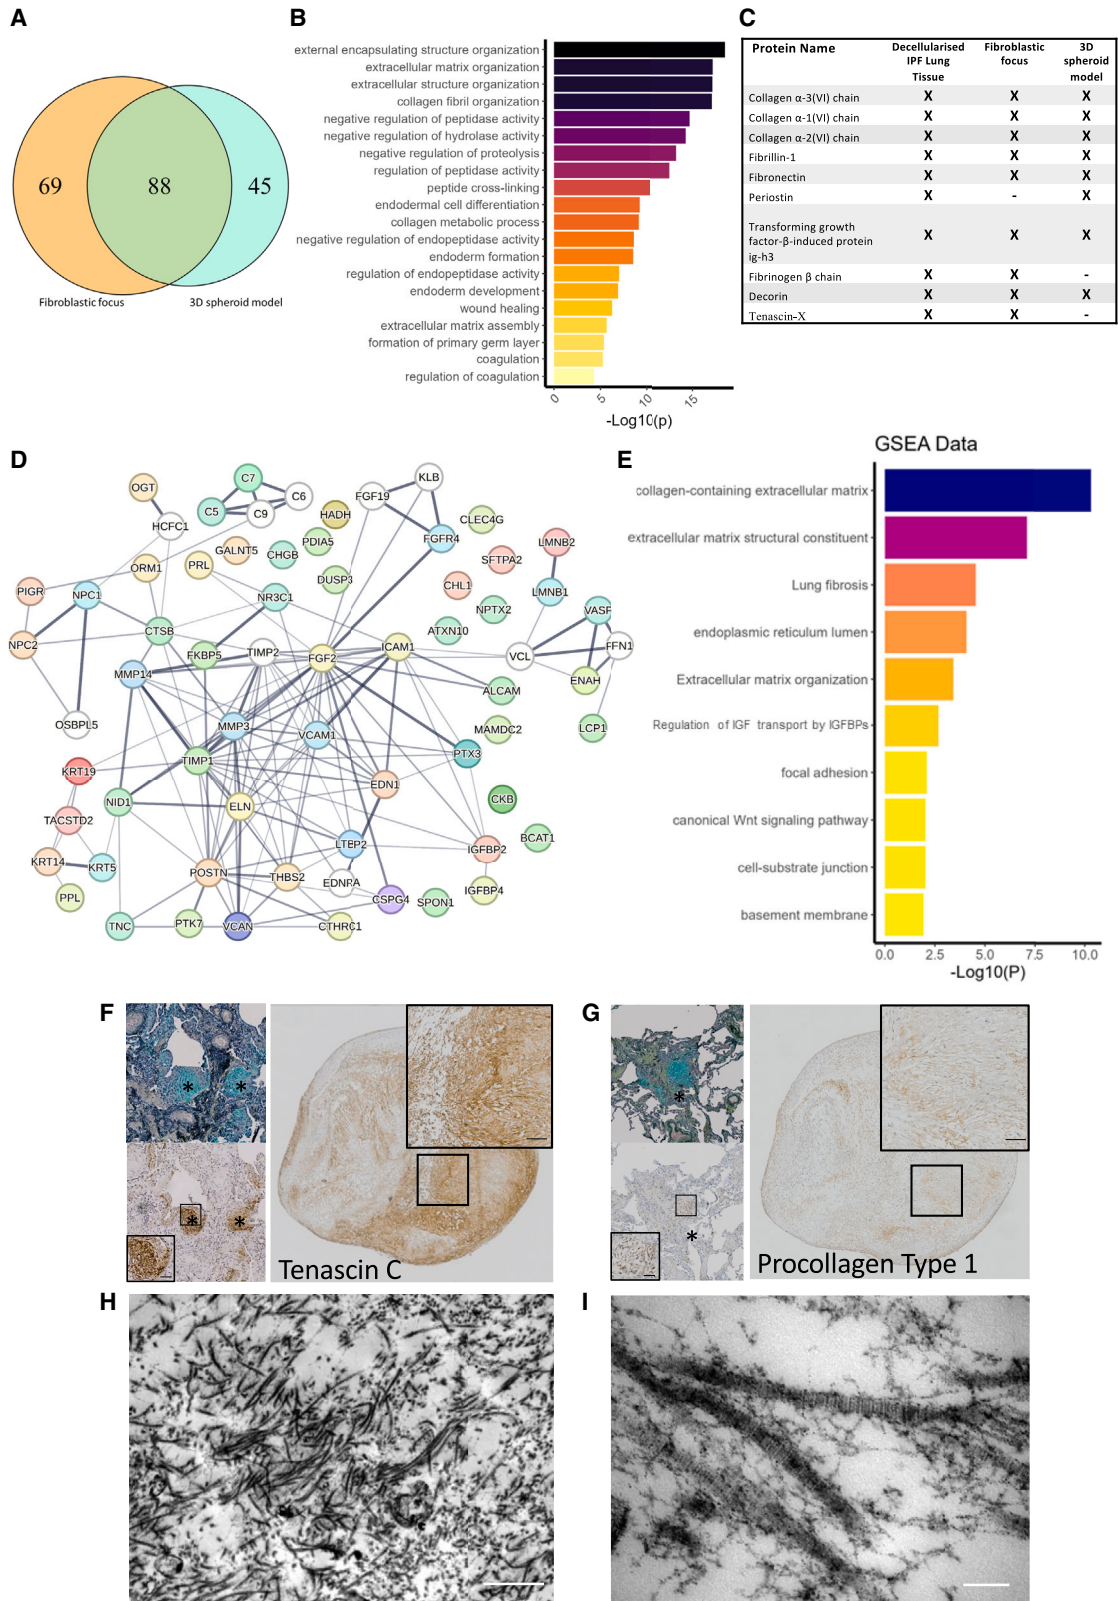 A
69
88
45
Fibroblastic focus
3D spheroid model
B
external encapsulating structure organization
extracellular matrix organization
extracellular structure organization
collagen fibril organization
negative regulation of peptidase activity
negative regulation of hydrolase activity
negative regulation of proteolysis
regulation of peptidase activity
peptide cross-linking
endodermal cell differentiation
collagen metabolic process
negative regulation of endopeptidase activity
endoderm formation
regulation of endopeptidase activity
endoderm development
wound healing
extracellular matrix assembly
formation of primary germ layer
coagulation
regulation of coagulation
0 5 10 15
-Log10(p)
C
Protein Name Decellularised IPF Lung Tissue Fibroblastic focus 3D spheroid model
Collagen α-3(VI) chain X X X
Collagen α-1(VI) chain X X X
Collagen α-2(VI) chain X X X
Fibrillin-1 X X X
Fibronectin X X X
Periostin X - X
Transforming growth
factor-β-induced protein X X X
ig-h3
Fibrinogen β chain X X -
Decorin X X X
Tenascin-X X X -
D
OGT
C7
C6
C5
C9
HCFC1
FGF19
KLB
HADH
CLEC4G
FGFR4
GALNT5
PDIA5
CHGB
LMNB2
SFTPA2
ORM1
PRL
DUSP3
CHL1
LMNB1
PIGR
NPC1
NR3C1
NPTX2
VASP
CTSB
ATXN10
NPC2
FKBP5
TIMP2
FGF2
ICAM1
VCL
FFN1
MMP14
ENAH
ALCAM
OSBPL5
MMP3
VCAM1
MAMDC2
LCP1
TIMP1
PTX3
KRT19
EDN1
NID1
ELN
CKB
TACSTD2
LTBP2
BCAT1
IGFBP2
KRT14
KRT5
POSTN
THBS2
EDNRA
IGFBP4
PPL
CSPG4
SPON1
TNC
PTK7
VCAN
CTHRC1
E
GSEA Data
collagen-containing extracellular matrix
extracellular matrix structural constituent
Lung fibrosis
endoplasmic reticulum lumen
Extracellular matrix organization
Regulation of IGF transport by IGFBPs
focal adhesion
canonical Wnt signaling pathway
cell-substrate junction
basement membrane
0.0 2.5 5.0 7.5 10.0
-Log10(P)
F
*
*
*
*
Tenascin C
G
*
*
Procollagen Type 1
H
I